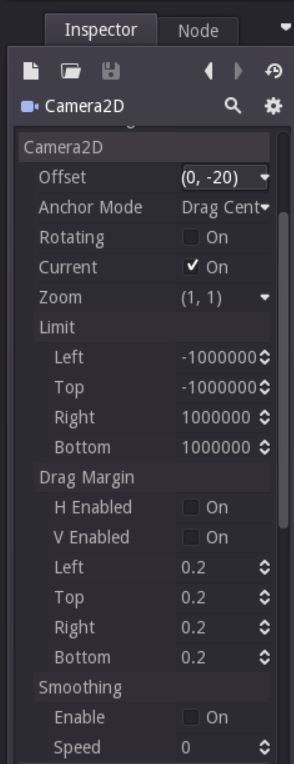 Inspector Node
Camera2D
Camera2D
Offset (0, -20)
Anchor Mode Drag Cent
Rotating On
Current On
Zoom (1, 1)
Limit
Left -1000000
Top -1000000
Right 1000000
Bottom 1000000
Drag Margin
H Enabled On
V Enabled On
Left 0.2
Top 0.2
Right 0.2
Bottom 0.2
Smoothing
Enable On
Speed 0